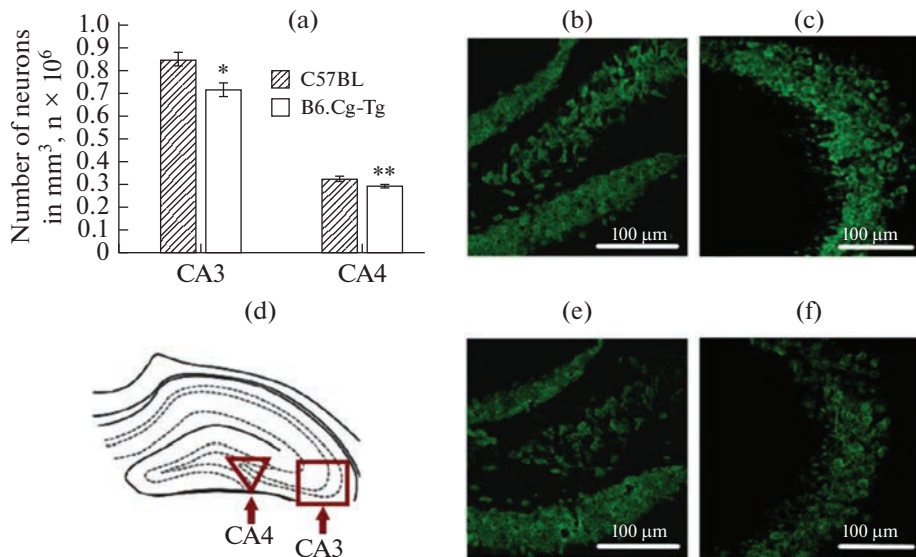 (a)
Number of neurons
in mm³, n × 10⁶
1.0
0.9
0.8
0.7
0.6
0.5
0.4
0.3
0.2
0.1
0
*
**
C57BL
B6.Cg-Tg
CA3
CA4
(b)
100 µm
(c)
100 µm
(d)
CA4
CA3
(e)
100 µm
(f)
100 µm